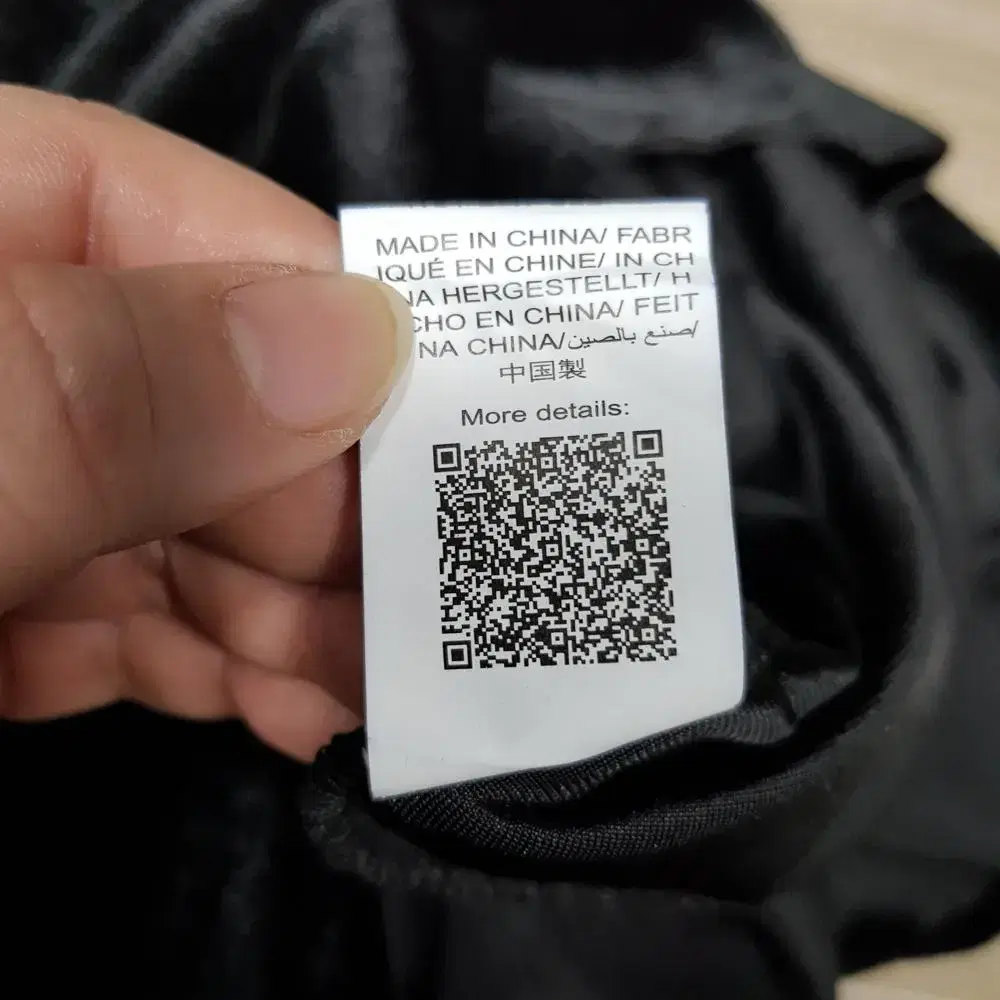 MADE IN CHINA/ FABR
IQUÉ EN CHINE/ IN CH
NA HERGESTELLT/ H
CHO EN CHINA/ FEIT
NA CHINA/صنع بالصين/
中国製
More details: